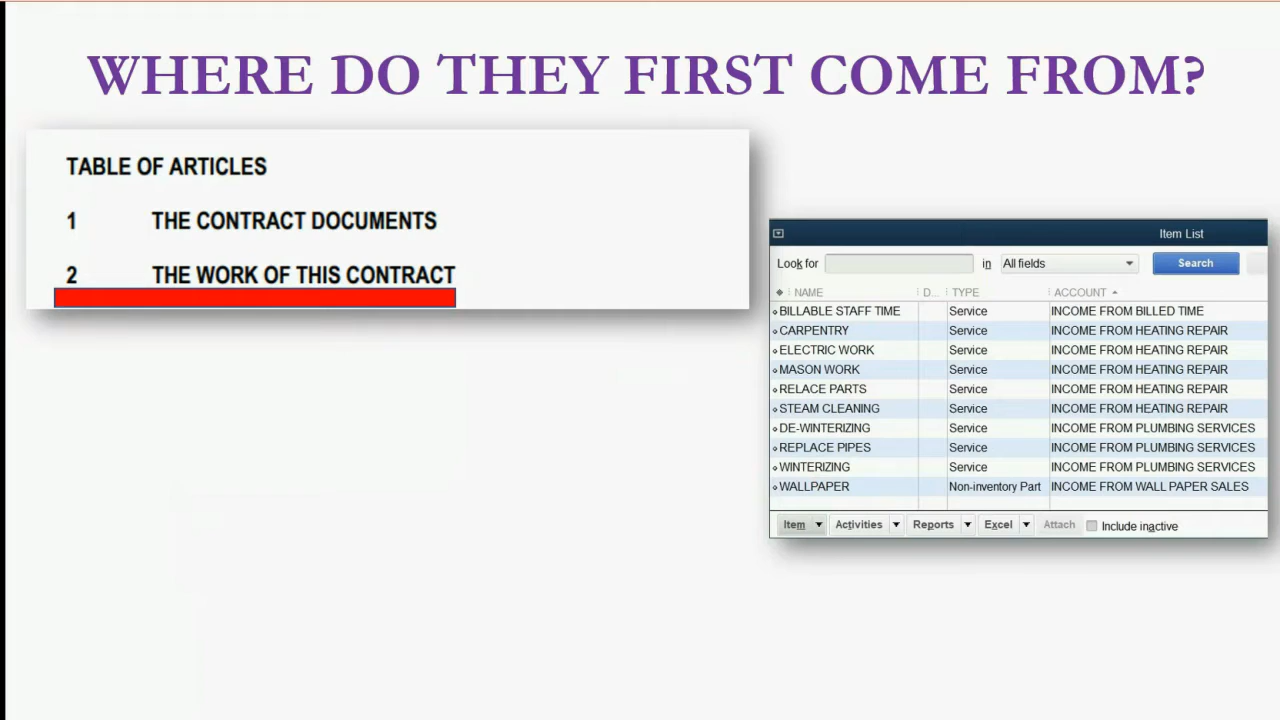 WHERE DO THEY FIRST COME FROM?
TABLE OF ARTICLES
1 THE CONTRACT DOCUMENTS
2 THE WORK OF THIS CONTRACT
Item List
Look for in All fields Search
NAME D... TYPE ACCOUNT
BILLABLE STAFF TIME Service INCOME FROM BILLED TIME
CARPENTRY Service INCOME FROM HEATING REPAIR
ELECTRIC WORK Service INCOME FROM HEATING REPAIR
MASON WORK Service INCOME FROM HEATING REPAIR
RELACE PARTS Service INCOME FROM HEATING REPAIR
STEAM CLEANING Service INCOME FROM HEATING REPAIR
DE-WINTERIZING Service INCOME FROM PLUMBING SERVICES
REPLACE PIPES Service INCOME FROM PLUMBING SERVICES
WINTERIZING Service INCOME FROM PLUMBING SERVICES
WALLPAPER Non-inventory Part INCOME FROM WALL PAPER SALES
Item Activities Reports Excel Attach Include inactive